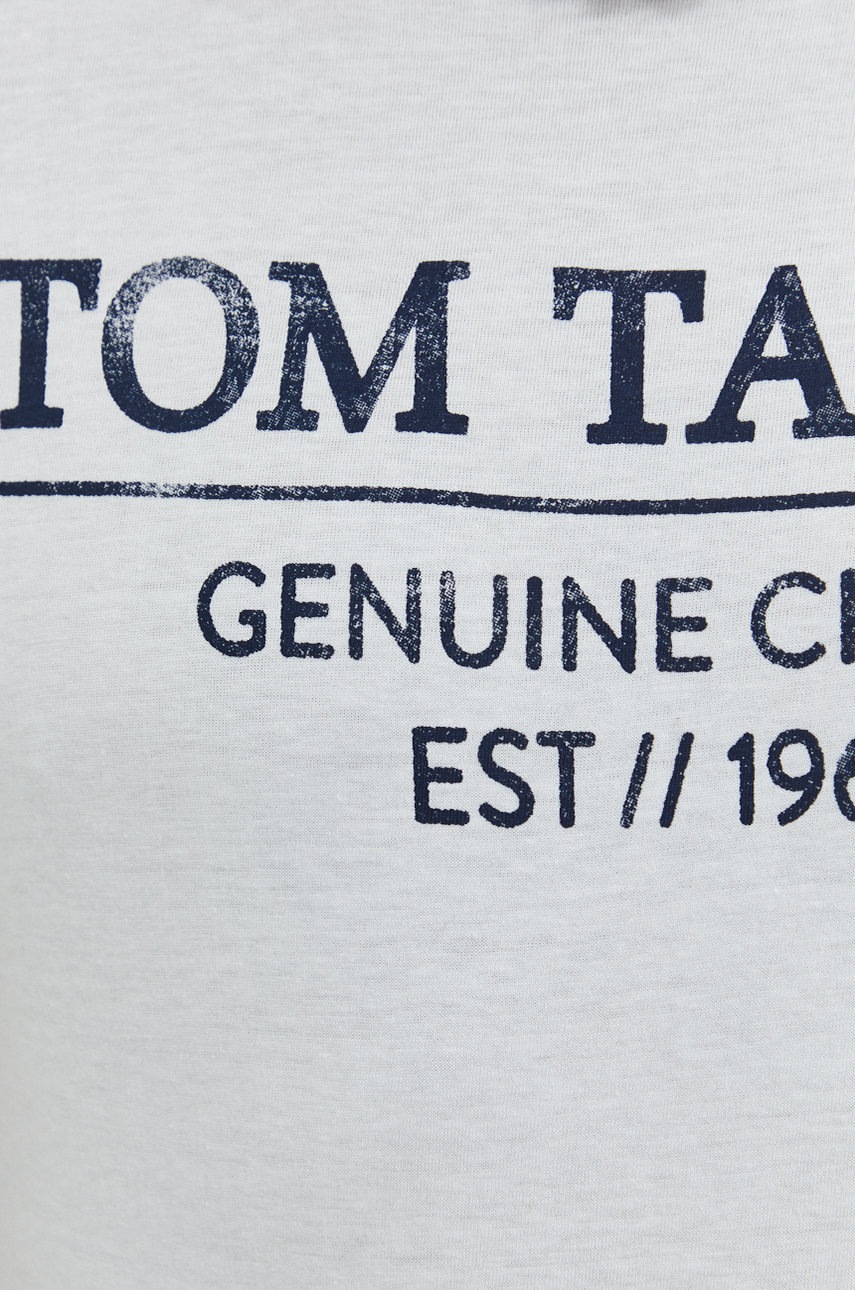 TOM TA
GENUINE C
EST // 196